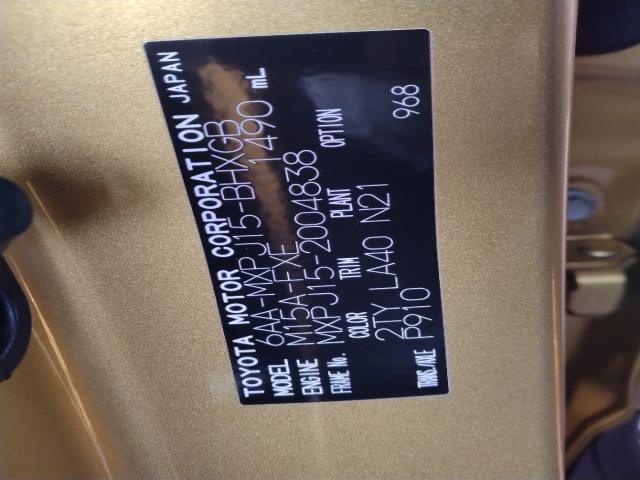 TOYOTA MOTOR CORPORATION JAPAN
MODEL 6AA-MXPJ15-BHXGB
ENGINE M15A-FXE 1490 mL
FRAME No. MXPJ15-2004838
COLOR TRIM PLANT OPTION
2TY LA40 N21
TRANS/AXLE P910 968